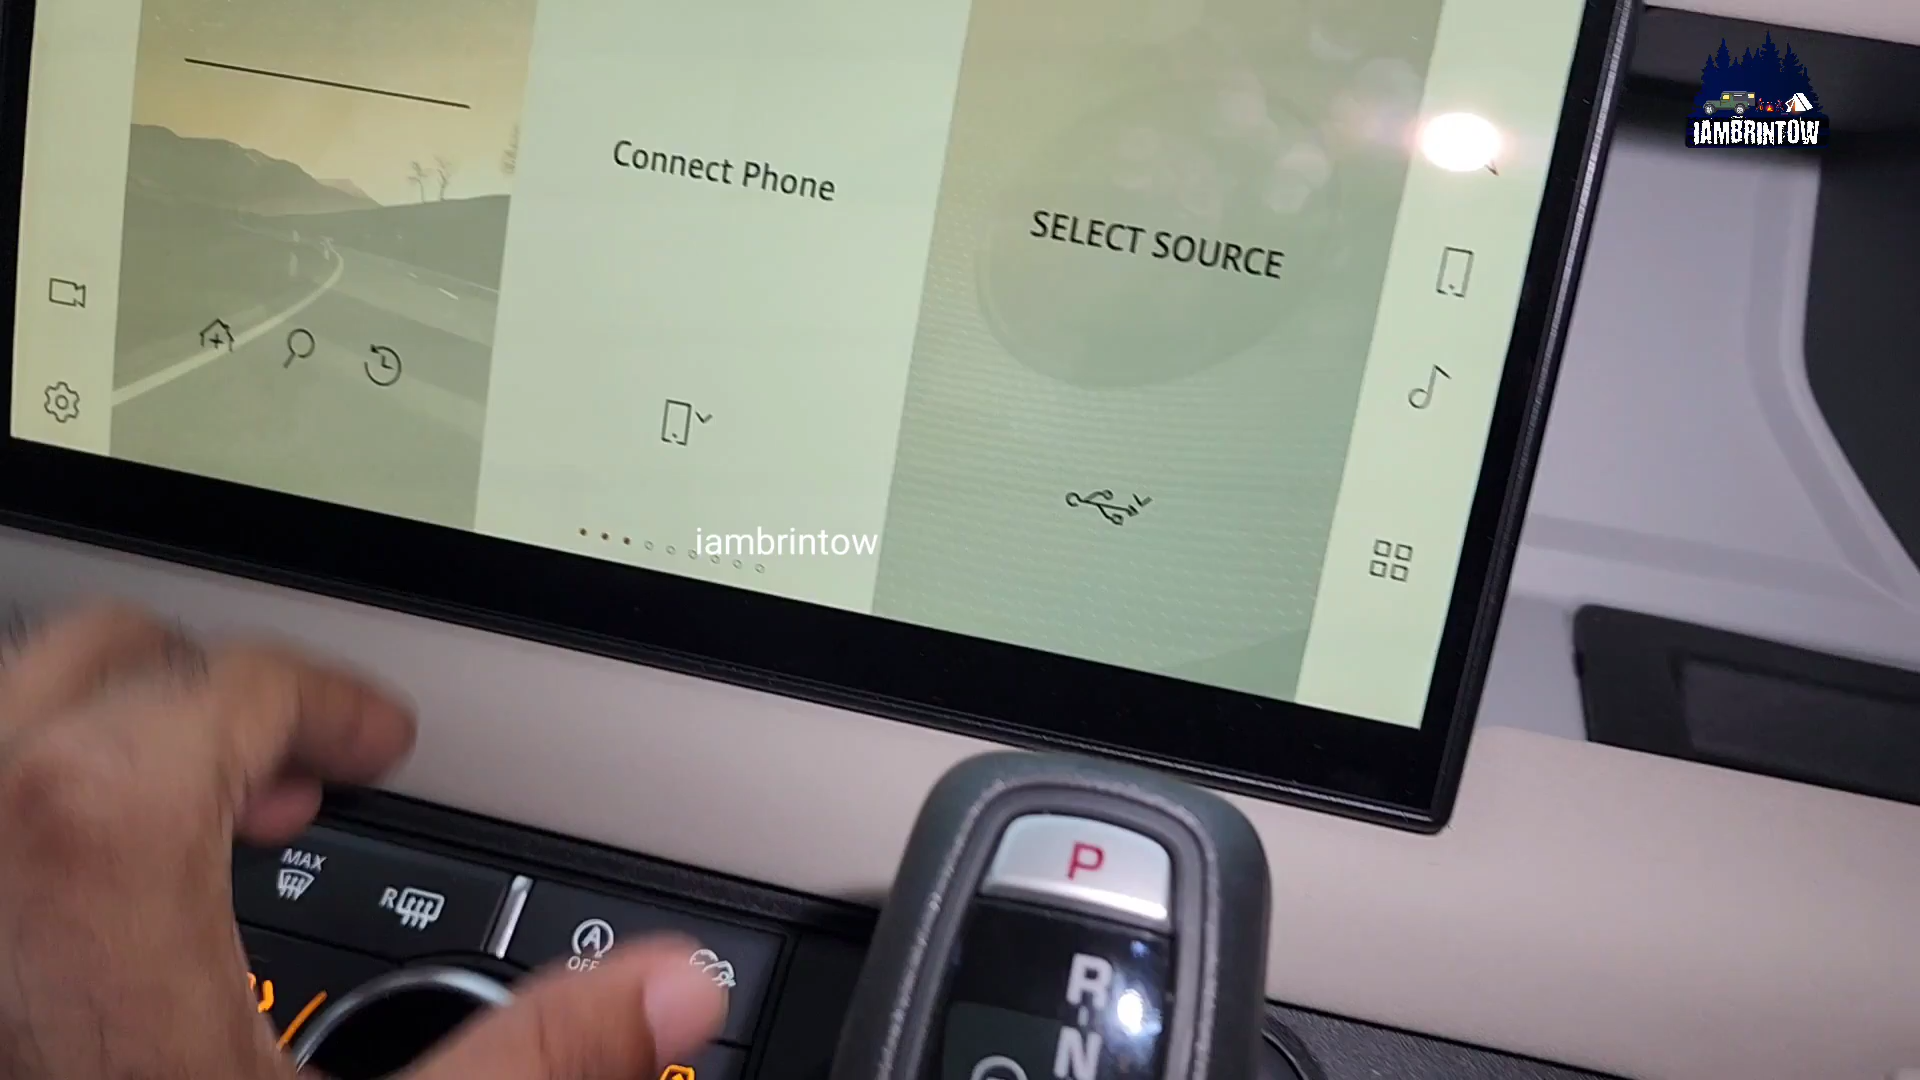 IAMBRINTOW
Connect Phone
SELECT SOURCE
iambrintow
MAX
R
A
OFF
P
R
N